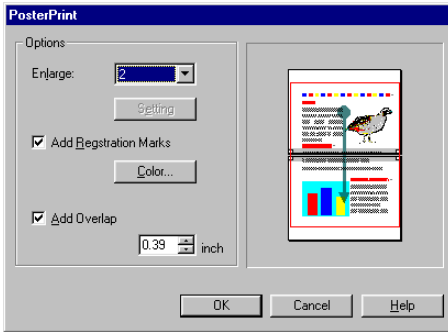 PosterPrint
Options
Enlarge:
2
Setting
Add Regstration Marks
Color...
Add Overlap
0.39
inch
OK
Cancel
Help